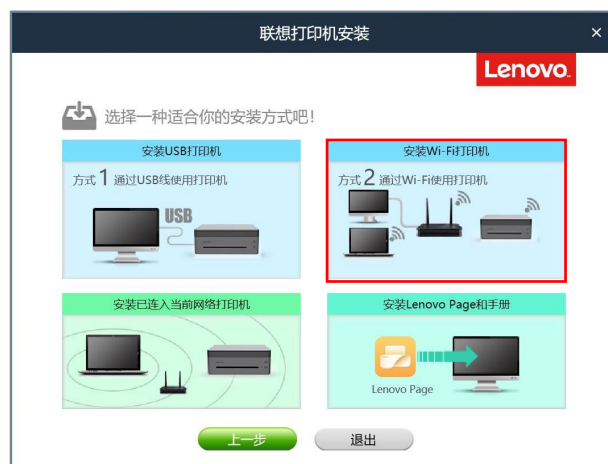 联想打印机安装
×
Lenovo.
选择一种适合你的安装方式吧!
安装USB打印机
方式 1 通过USB线使用打印机
USB
安装Wi-Fi打印机
方式 2 通过Wi-Fi使用打印机
安装已连入当前网络打印机
安装Lenovo Page和手册
Lenovo Page
上一步
退出